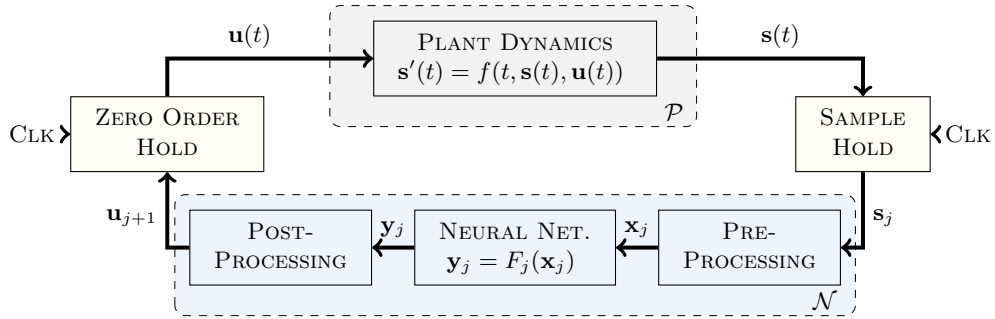 u(t)
PLANT DYNAMICS
s′(t) = f(t, s(t), u(t))
𝒫
s(t)
CLK
ZERO ORDER
HOLD
SAMPLE
HOLD
CLK
u_{j+1}
POST-
PROCESSING
y_j
NEURAL NET.
y_j = F_j(x_j)
x_j
PRE-
PROCESSING
s_j
𝒩